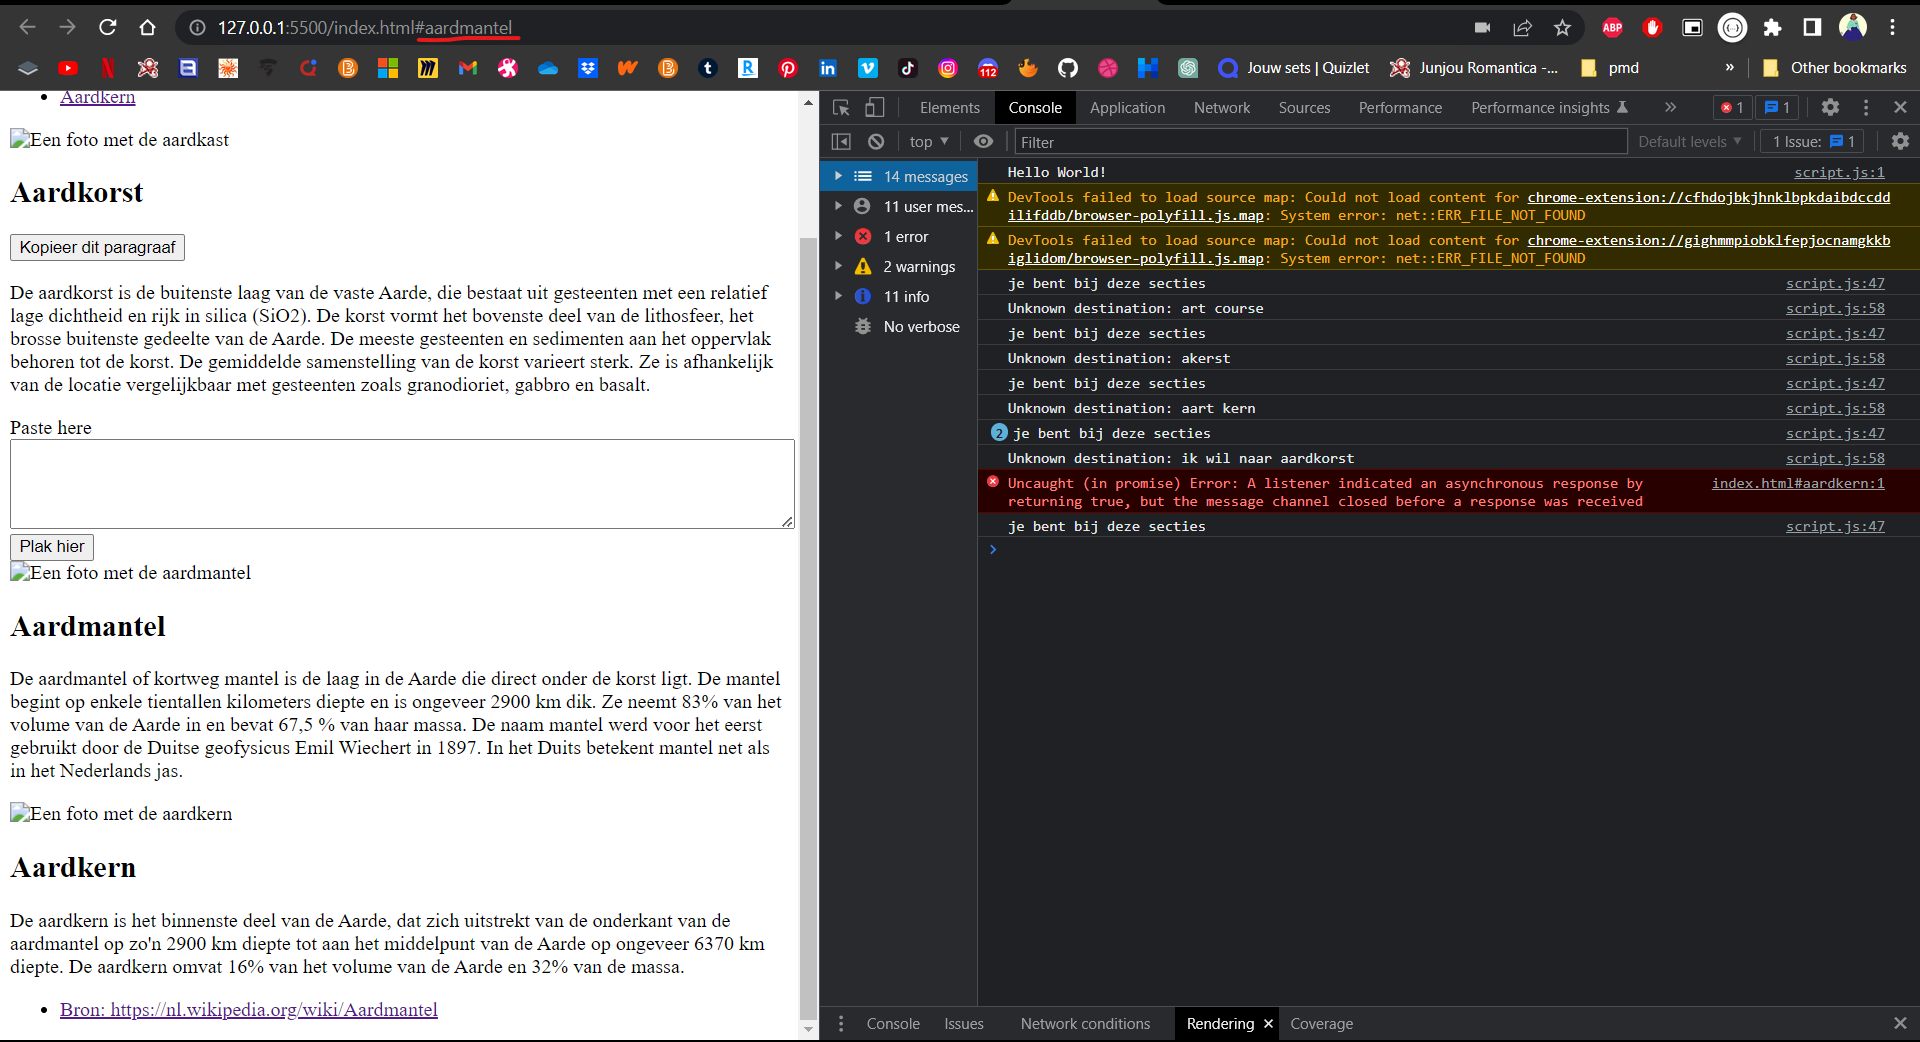 127.0.0.1:5500/index.html#aardmantel
ABP
112
Jouw sets | Quizlet
Junjou Romantica -...
pmd
»
Other bookmarks
Aardkern
Een foto met de aardkast
Aardkorst
Kopieer dit paragraaf
De aardkorst is de buitenste laag van de vaste Aarde, die bestaat uit gesteenten met een relatief
lage dichtheid en rijk in silica (SiO2). De korst vormt het bovenste deel van de lithosfeer, het
brosse buitenste gedeelte van de Aarde. De meeste gesteenten en sedimenten aan het oppervlak
behoren tot de korst. De gemiddelde samenstelling van de korst varieert sterk. Ze is afhankelijk
van de locatie vergelijkbaar met gesteenten zoals granodioriet, gabbro en basalt.
Paste here
Plak hier
Een foto met de aardmantel
Aardmantel
De aardmantel of kortweg mantel is de laag in de Aarde die direct onder de korst ligt. De mantel
begint op enkele tientallen kilometers diepte en is ongeveer 2900 km dik. Ze neemt 83% van het
volume van de Aarde in en bevat 67,5 % van haar massa. De naam mantel werd voor het eerst
gebruikt door de Duitse geofysicus Emil Wiechert in 1897. In het Duits betekent mantel net als
in het Nederlands jas.
Een foto met de aardkern
Aardkern
De aardkern is het binnenste deel van de Aarde, dat zich uitstrekt van de onderkant van de
aardmantel op zo'n 2900 km diepte tot aan het middelpunt van de Aarde op ongeveer 6370 km
diepte. De aardkern omvat 16% van het volume van de Aarde en 32% van de massa.
Bron: https://nl.wikipedia.org/wiki/Aardmantel
Elements Console Application Network Sources Performance Performance insights » 1 1
top Filter Default levels 1 Issue: 1
14 messages
11 user mes...
1 error
2 warnings
11 info
No verbose
Hello World! script.js:1
DevTools failed to load source map: Could not load content for chrome-extension://cfhdojbkjhnklbpkdaibdccdd
ilifddb/browser-polyfill.js.map: System error: net::ERR_FILE_NOT_FOUND
DevTools failed to load source map: Could not load content for chrome-extension://gighmmpiobklfepjocnamgkkb
iglidom/browser-polyfill.js.map: System error: net::ERR_FILE_NOT_FOUND
je bent bij deze secties script.js:47
Unknown destination: art course script.js:58
je bent bij deze secties script.js:47
Unknown destination: akerst script.js:58
je bent bij deze secties script.js:47
Unknown destination: aart kern script.js:58
2 je bent bij deze secties script.js:47
Unknown destination: ik wil naar aardkorst script.js:58
Uncaught (in promise) Error: A listener indicated an asynchronous response by index.html#aardkern:1
returning true, but the message channel closed before a response was received
je bent bij deze secties script.js:47
Console Issues Network conditions Rendering Coverage